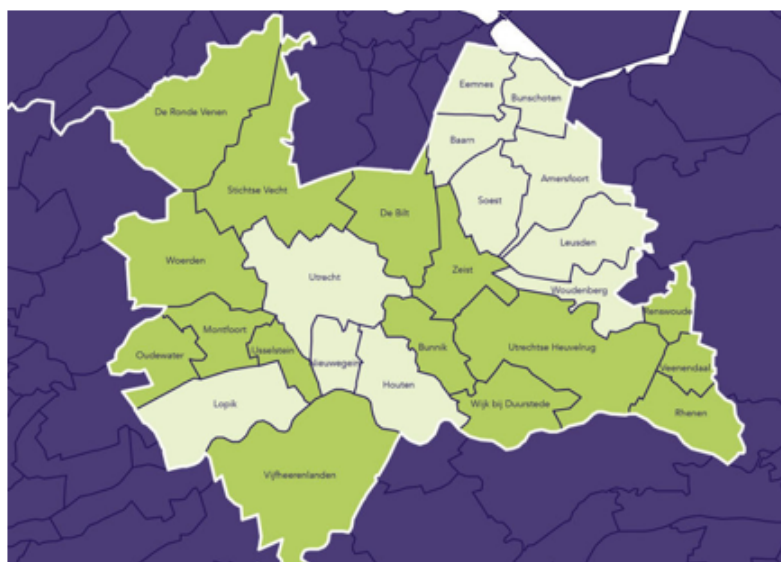 Eemnes
Bunschoten
De Ronde Venen
Baarn
Amersfoort
Stichtse Vecht
Soest
De Bilt
Leusden
Woerden
Zeist
Utrecht
Woudenberg
Renswoude
Montfoort
Bunnik
Utrechtse Heuvelrug
Oudewater
IJsselstein
Nieuwegein
Veenendaal
Houten
Lopik
Wijk bij Duurstede
Rhenen
Vijfheerenlanden